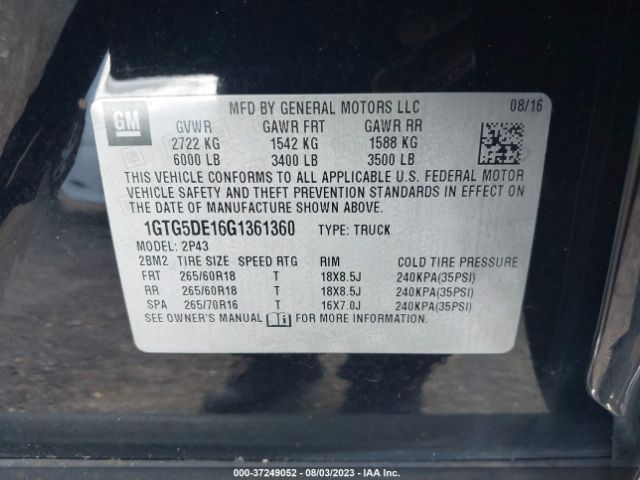 GM
MFD BY GENERAL MOTORS LLC 08/16
GVWR GAWR FRT GAWR RR
2722 KG 1542 KG 1588 KG
6000 LB 3400 LB 3500 LB
THIS VEHICLE CONFORMS TO ALL APPLICABLE U.S. FEDERAL MOTOR
VEHICLE SAFETY AND THEFT PREVENTION STANDARDS IN EFFECT ON
THE DATE OF MANUFACTURE SHOWN ABOVE.
1GTG5DE16G1361360 TYPE: TRUCK
MODEL: 2P43
2BM2 TIRE SIZE SPEED RTG RIM COLD TIRE PRESSURE
FRT 265/60R18 T 18X8.5J 240KPA(35PSI)
RR 265/60R18 T 18X8.5J 240KPA(35PSI)
SPA 265/70R16 T 16X7.0J 240KPA(35PSI)
SEE OWNER'S MANUAL i FOR MORE INFORMATION.
000-37249052 - 08/03/2023 - IAA Inc.